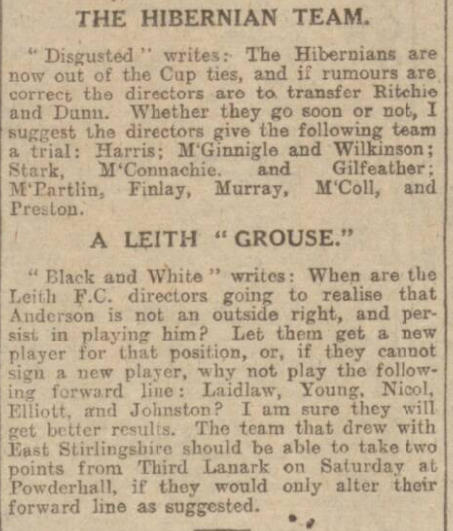 THE HIBERNIAN TEAM.
“ Disgusted ” writes:- The Hibernians are
now out of the Cup ties, and if rumours are
correct the directors are to transfer Ritchie
and Dunn. Whether they go soon or not, I
suggest the directors give the following team
a trial: Harris; M‘Ginnigle and Wilkinson;
Stark, M‘Connachie. and Gilfeather;
M‘Partlin, Finlay, Murray, M‘Coll, and
Preston.
A LEITH “ GROUSE.”
“ Black and White ” writes: When are the
Leith F.C. directors going to realise that
Anderson is not an outside right, and per-
sist in playing him? Let them get a new
player for that position, or, if they cannot
sign a new player, why not play the follow-
ing forward line: Laidlaw, Young, Nicol,
Elliott, and Johnston? I am sure they will
get better results. The team that drew with
East Stirlingshire should be able to take two
points from Third Lanark on Saturday at
Powderhall, if they would only alter their
forward line as suggested.